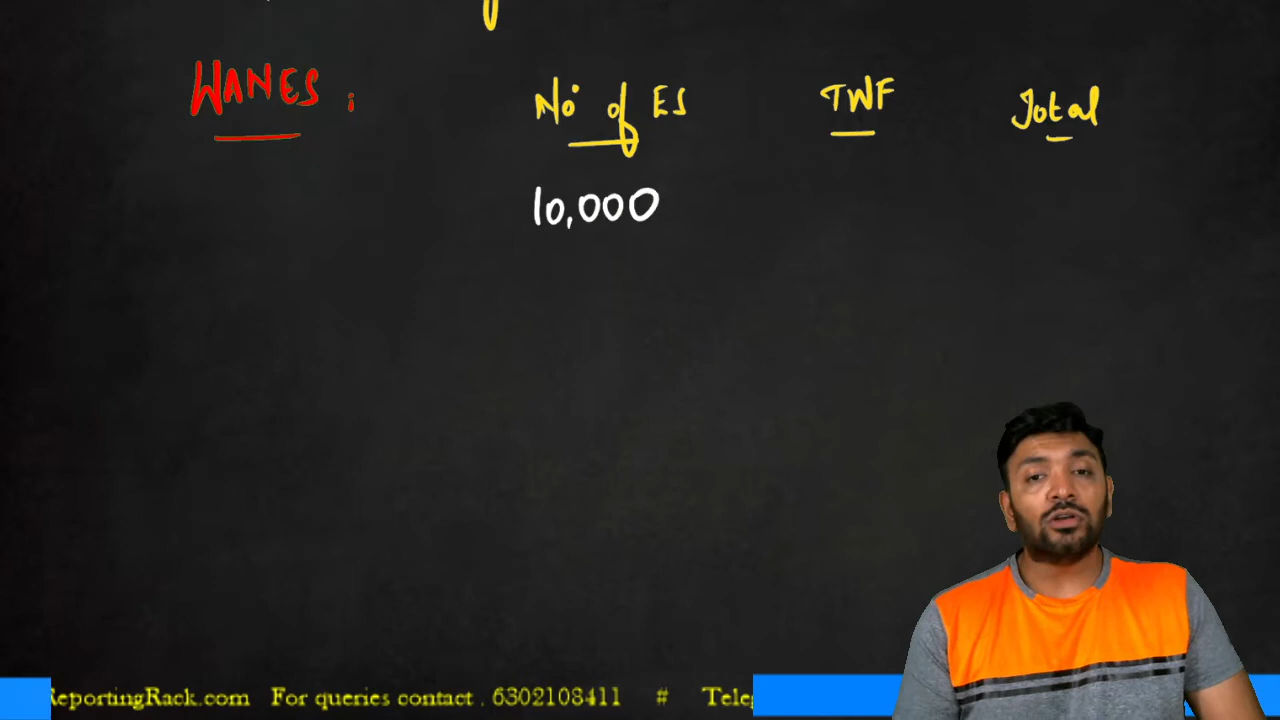 WANES :
No of ES
TWF
Total
10,000
ReportingRack.com For queries contact . 6302108411 #